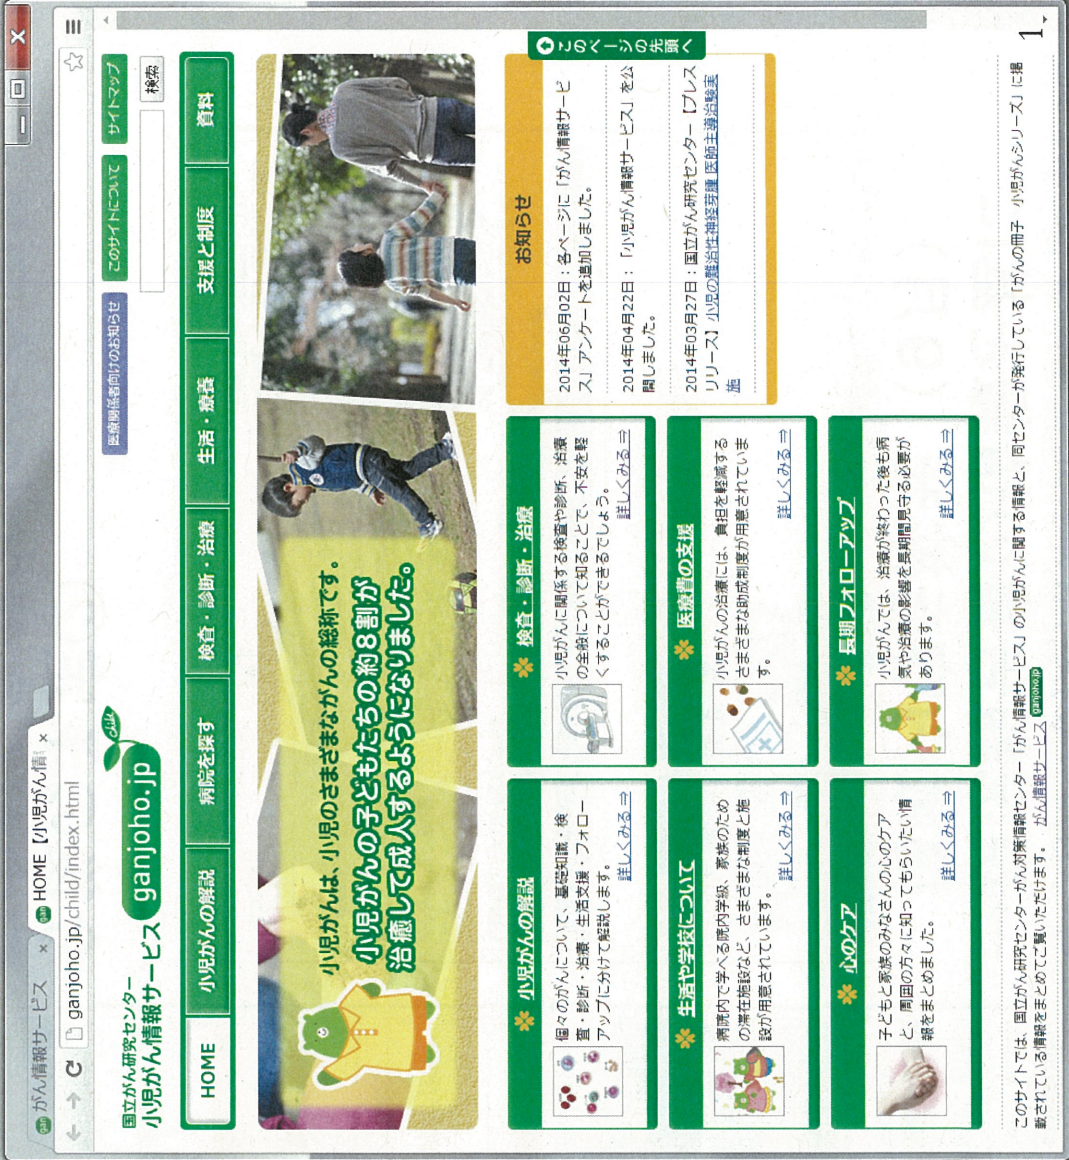 がん情報サービス
HOME【小児がん情
ganjoho.jp/child/index.html
国立がん研究センター
小児がん情報サービス ganjoho.jp child
医療関係者向けのお知らせ
このサイトについて
サイトマップ
検索
HOME
小児がんの解説
病院を探す
検査・診断・治療
生活・療養
支援と制度
資料
小児がんは、小児のさまざまながんの総称です。
小児がんの子どもたちの約8割が
治癒して成人するようになりました。
小児がんの解説
個々のがんについて、基礎知識・検
査・診断・治療・生活支援・フォロー
アップに分けて解説します。
詳しくみる⇒
検査・診断・治療
小児がんに関係する検査や診断、治療
の全般について知ることで、不安を軽
くすることができるでしょう。
詳しくみる⇒
生活や学校について
病院内で学べる院内学級、家族のため
の滞在施設など、さまざまな制度と施
設が用意されています。
詳しくみる⇒
医療費の支援
小児がんの治療には、負担を軽減する
さまざまな助成制度が用意されていま
す。
詳しくみる⇒
心のケア
子どもと家族のみなさんの心のケア
と、周囲の方々に知ってもらいたい情
報をまとめました。
詳しくみる⇒
長期フォローアップ
小児がんでは、治療が終わった後も病
気や治療の影響を長期間見守る必要が
あります。
詳しくみる⇒
お知らせ
2014年06月02日：各ページに「がん情報サービ
ス」アンケートを追加しました。
2014年04月22日：「小児がん情報サービス」を公
開しました。
2014年03月27日：国立がん研究センター【プレス
リリース】小児の難治性神経芽腫 医師主導治験実
施
このページの先頭へ
このサイトでは、国立がん研究センターがん対策情報センター「がん情報サービス」の小児がんに関する情報と、同センターが発行している「がんの冊子 小児がんシリーズ」に掲
載されている情報をまとめてご覧いただけます。 がん情報サービス ganjoho.jp
1